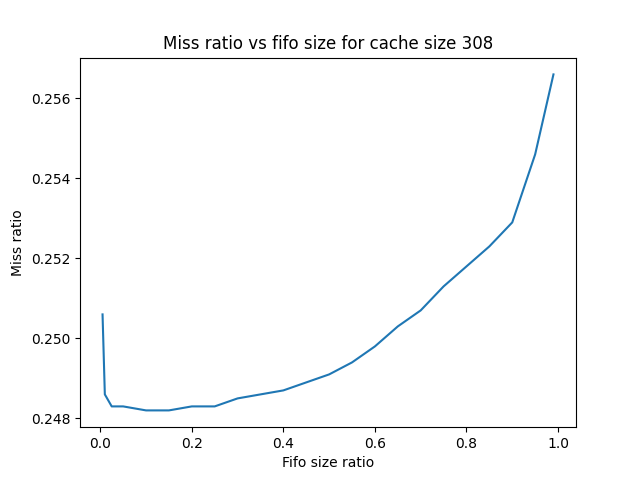 Miss ratio vs fifo size for cache size 308
0.256
0.254
0.252
0.250
0.248
Miss ratio
0.0 0.2 0.4 0.6 0.8 1.0
Fifo size ratio